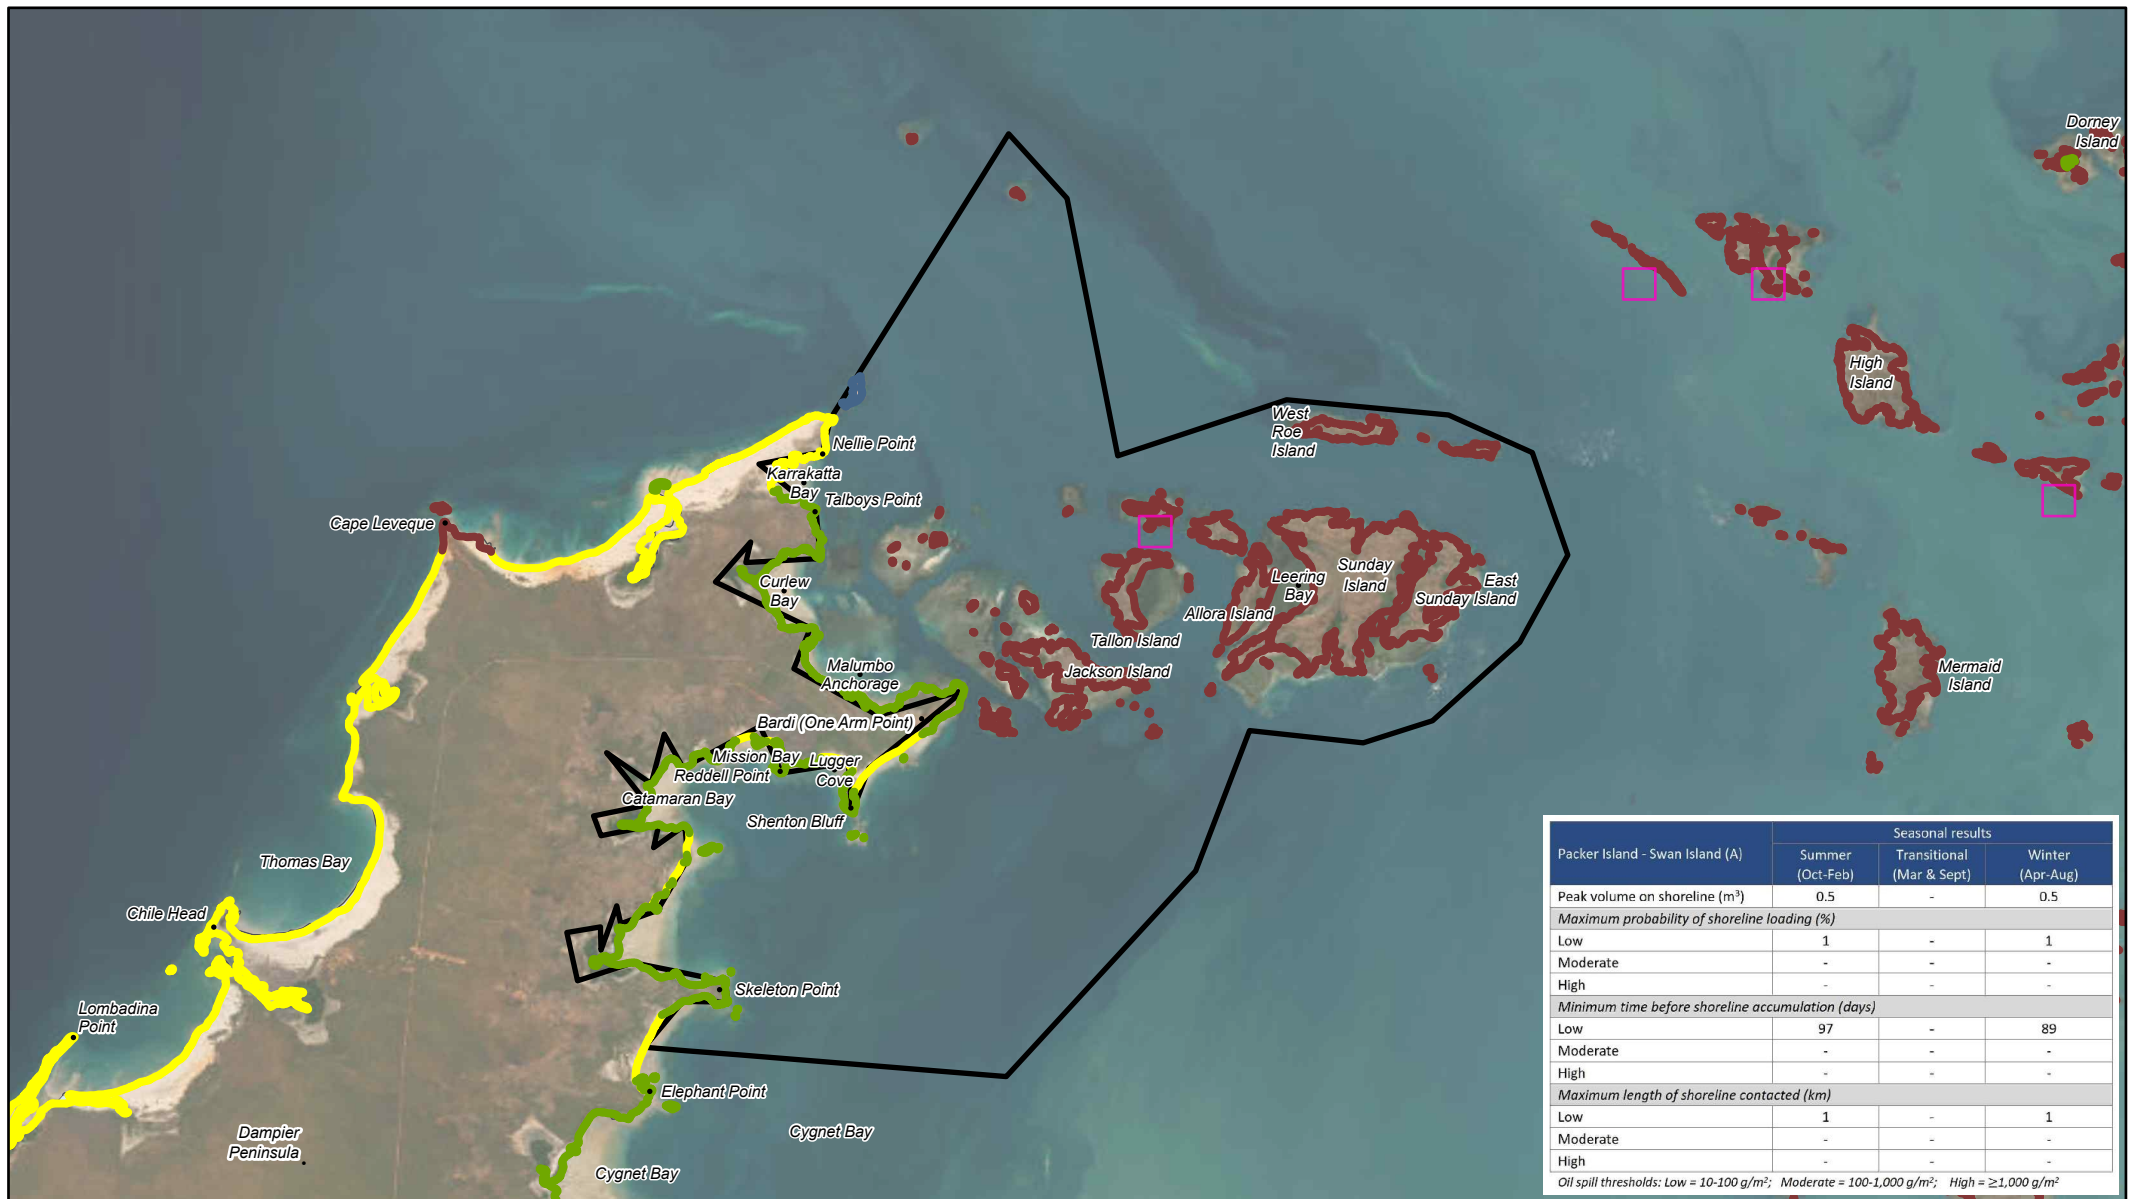 Dorney
Island
High
Island
West
Roe
Island
Nellie Point
Karrakatta
Bay
Talboys Point
Cape Leveque
Curlew
Bay
Leering
Bay
Sunday
Island
East
Sunday Island
Allora Island
Tallon Island
Jackson Island
Malumbo
Anchorage
Mermaid
Island
Bardi (One Arm Point)
Mission Bay
Lugger
Cove
Reddell Point
Catamaran Bay
Shenton Bluff
Thomas Bay
Chile Head
Skeleton Point
Lombadina
Point
Elephant Point
Dampier
Peninsula
Cygnet Bay
Cygnet Bay
Packer Island - Swan Island (A) Seasonal results
Summer (Oct-Feb) Transitional (Mar & Sept) Winter (Apr-Aug)
Peak volume on shoreline (m³) 0.5 - 0.5
Maximum probability of shoreline loading (%)
Low 1 - 1
Moderate - - -
High - - -
Minimum time before shoreline accumulation (days)
Low 97 - 89
Moderate - - -
High - - -
Maximum length of shoreline contacted (km)
Low 1 - 1
Moderate - - -
High - - -
Oil spill thresholds: Low = 10-100 g/m²; Moderate = 100-1,000 g/m²; High = ≥1,000 g/m²